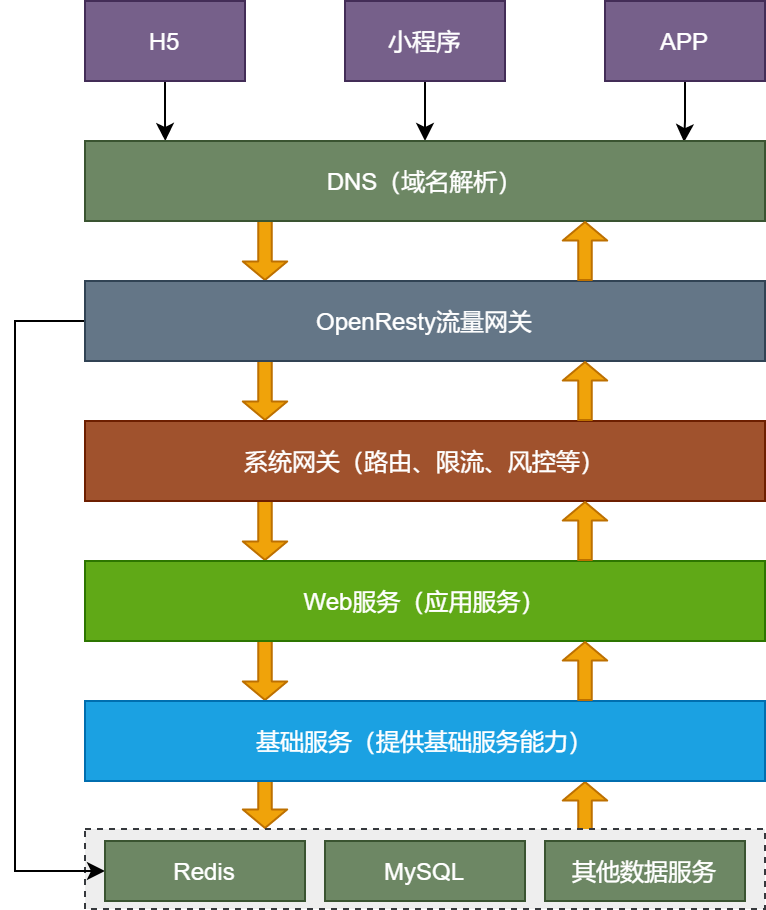 H5
小程序
APP
DNS（域名解析）
OpenResty流量网关
系统网关（路由、限流、风控等）
Web服务（应用服务）
基础服务（提供基础服务能力）
Redis
MySQL
其他数据服务